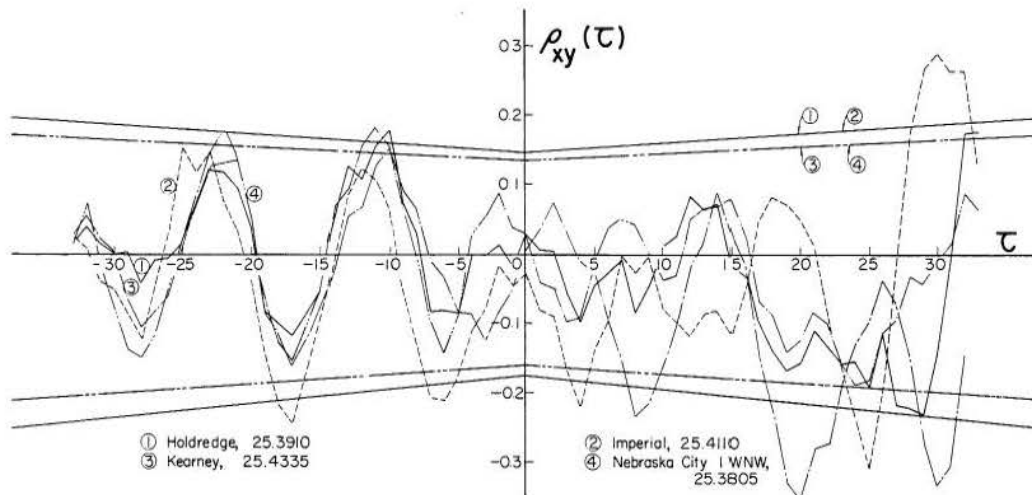 0.3
ρxy (τ)
0.2
① ②
③ ④
② 0.1
④
τ
-30 ① -25 -20 -15 -10 -5 0 5 10 15 20 25 30
③
-0.1
-0.2
① Holdredge, 25.3910
③ Kearney, 25.4335
② Imperial, 25.4110
④ Nebraska City 1 WNW,
25.3805
-0.3